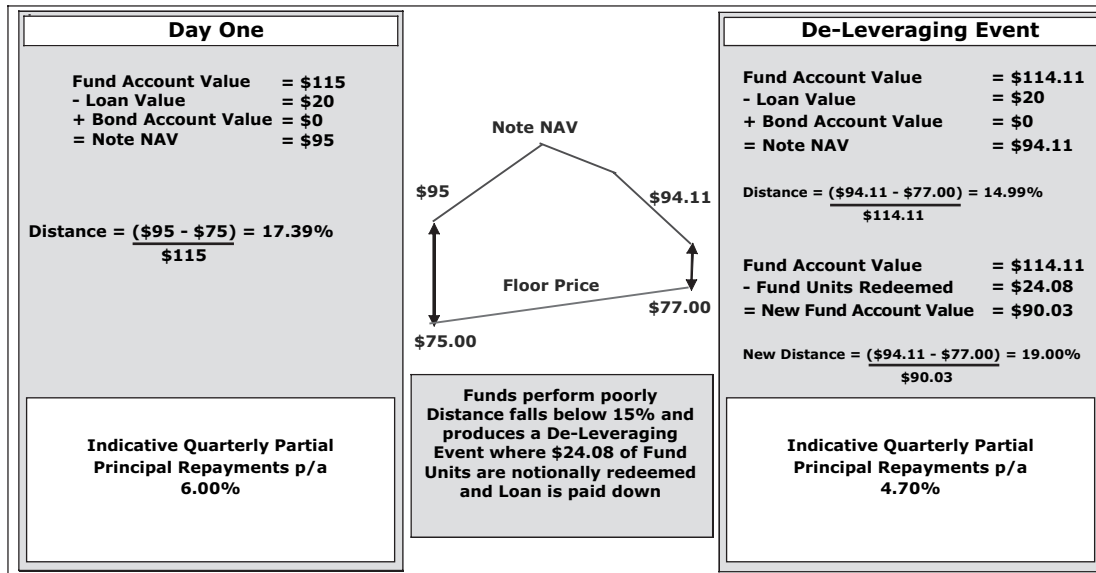 Day One
Fund Account Value = $115
- Loan Value = $20
+ Bond Account Value = $0
= Note NAV = $95
Distance = ($95 - $75) = 17.39%
$115
Indicative Quarterly Partial
Principal Repayments p/a
6.00%
Note NAV
$95
$94.11
Floor Price
$77.00
$75.00
Funds perform poorly
Distance falls below 15% and
produces a De-Leveraging
Event where $24.08 of Fund
Units are notionally redeemed
and Loan is paid down
De-Leveraging Event
Fund Account Value = $114.11
- Loan Value = $20
+ Bond Account Value = $0
= Note NAV = $94.11
Distance = ($94.11 - $77.00) = 14.99%
$114.11
Fund Account Value = $114.11
- Fund Units Redeemed = $24.08
= New Fund Account Value = $90.03
New Distance = ($94.11 - $77.00) = 19.00%
$90.03
Indicative Quarterly Partial
Principal Repayments p/a
4.70%